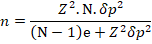 n = Z². N. δp² / (N − 1)e + Z²δp²